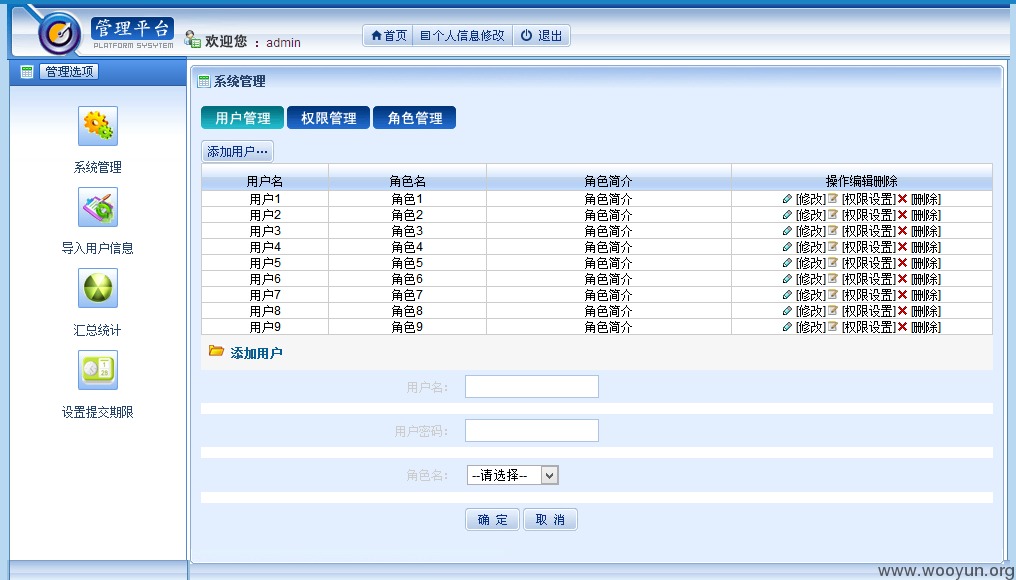 管理平台
PLATFORM SYSYTEM
欢迎您 : admin
首页 个人信息修改 退出
管理选项
系统管理
导入用户信息
汇总统计
设置提交期限
系统管理
用户管理 权限管理 角色管理
添加用户…
用户名 角色名 角色简介 操作编辑删除
用户1 角色1 角色简介 [修改] [权限设置] [删除]
用户2 角色2 角色简介 [修改] [权限设置] [删除]
用户3 角色3 角色简介 [修改] [权限设置] [删除]
用户4 角色4 角色简介 [修改] [权限设置] [删除]
用户5 角色5 角色简介 [修改] [权限设置] [删除]
用户6 角色6 角色简介 [修改] [权限设置] [删除]
用户7 角色7 角色简介 [修改] [权限设置] [删除]
用户8 角色8 角色简介 [修改] [权限设置] [删除]
用户9 角色9 角色简介 [修改] [权限设置] [删除]
添加用户
用户名:
用户密码:
角色名: --请选择--
确 定 取 消
www.wooyun.org